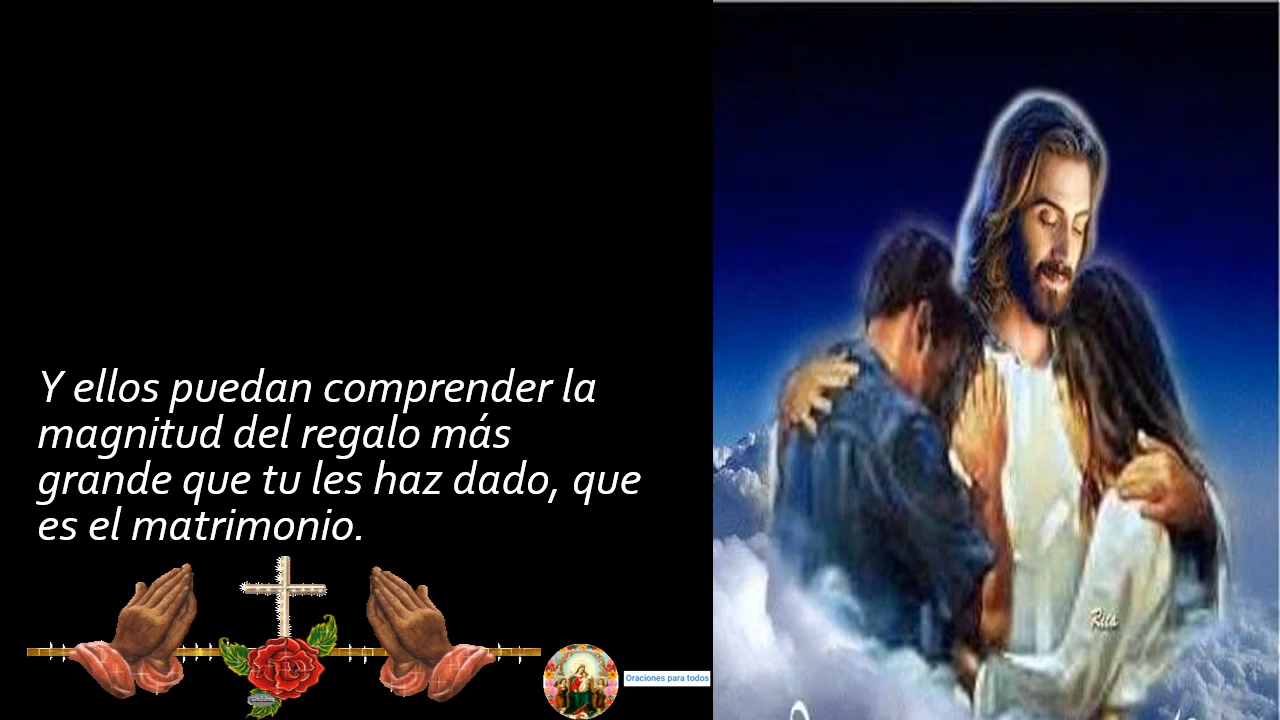 Y ellos puedan comprender la
magnitud del regalo más
grande que tu les haz dado, que
es el matrimonio.
Oraciones para todos
Rita